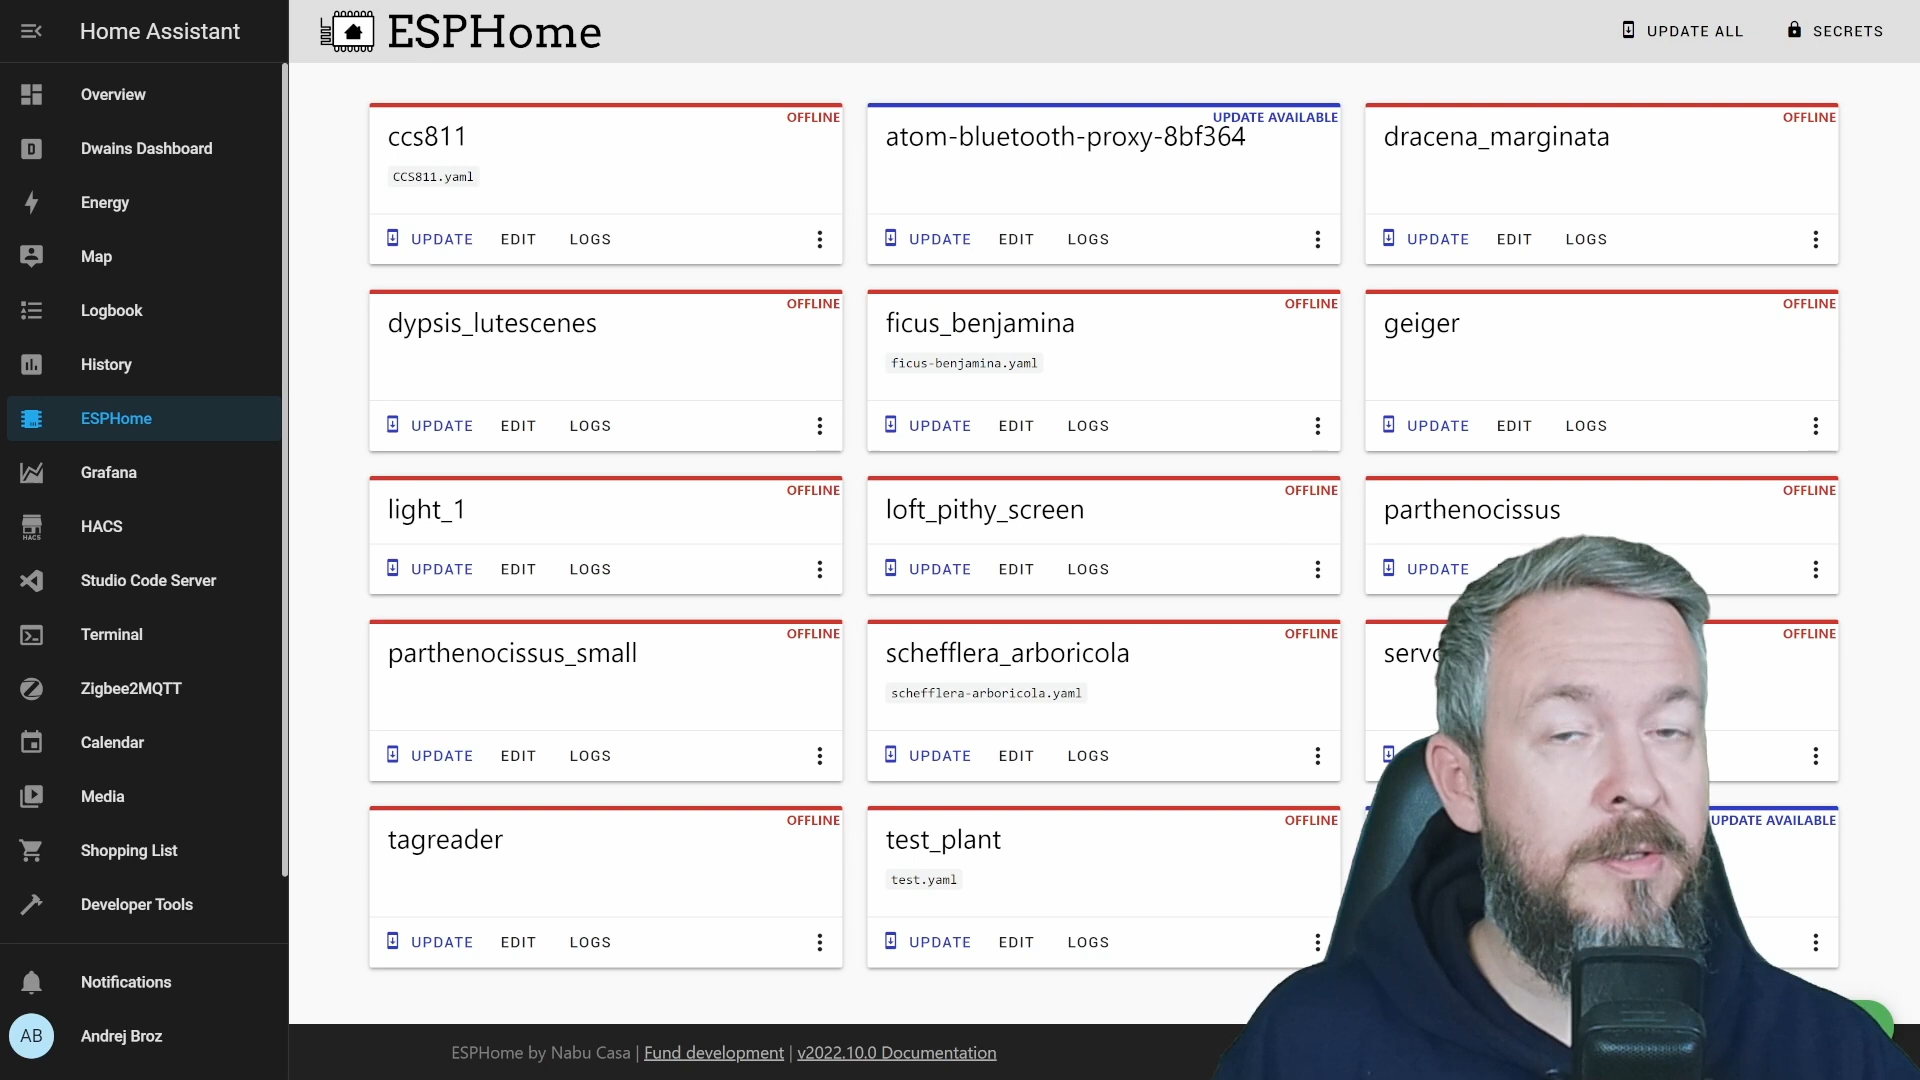 Home Assistant
Overview
Dwains Dashboard
Energy
Map
Logbook
History
ESPHome
Grafana
HACS
HACS
Studio Code Server
Terminal
Zigbee2MQTT
Calendar
Media
Shopping List
Developer Tools
Notifications
AB
Andrej Broz
ESPHome
UPDATE ALL
SECRETS
OFFLINE
ccs811
CCS811.yaml
UPDATE EDIT LOGS
UPDATE AVAILABLE
atom-bluetooth-proxy-8bf364
UPDATE EDIT LOGS
OFFLINE
dracena_marginata
UPDATE EDIT LOGS
OFFLINE
dypsis_lutescenes
UPDATE EDIT LOGS
OFFLINE
ficus_benjamina
ficus-benjamina.yaml
UPDATE EDIT LOGS
OFFLINE
geiger
UPDATE EDIT LOGS
OFFLINE
light_1
UPDATE EDIT LOGS
OFFLINE
loft_pithy_screen
UPDATE EDIT LOGS
OFFLINE
parthenocissus
UPDATE
OFFLINE
parthenocissus_small
UPDATE EDIT LOGS
OFFLINE
schefflera_arboricola
schefflera-arboricola.yaml
UPDATE EDIT LOGS
OFFLINE
OFFLINE
tagreader
UPDATE EDIT LOGS
OFFLINE
test_plant
test.yaml
UPDATE EDIT LOGS
UPDATE AVAILABLE
ESPHome by Nabu Casa | Fund development | v2022.10.0 Documentation